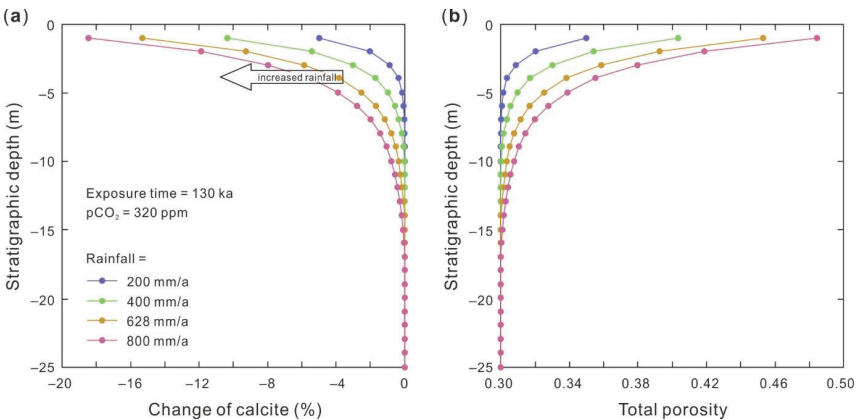 (a)
(b)
0
−5
−10
−15
−20
−25
Stratigraphic depth (m)
increased rainfall
Exposure time = 130 ka
pCO₂ = 320 ppm
Rainfall =
200 mm/a
400 mm/a
628 mm/a
800 mm/a
−20 −16 −12 −8 −4 0
Change of calcite (%)
0
−5
−10
−15
−20
−25
Stratigraphic depth (m)
0.30 0.34 0.38 0.42 0.46 0.50
Total porosity